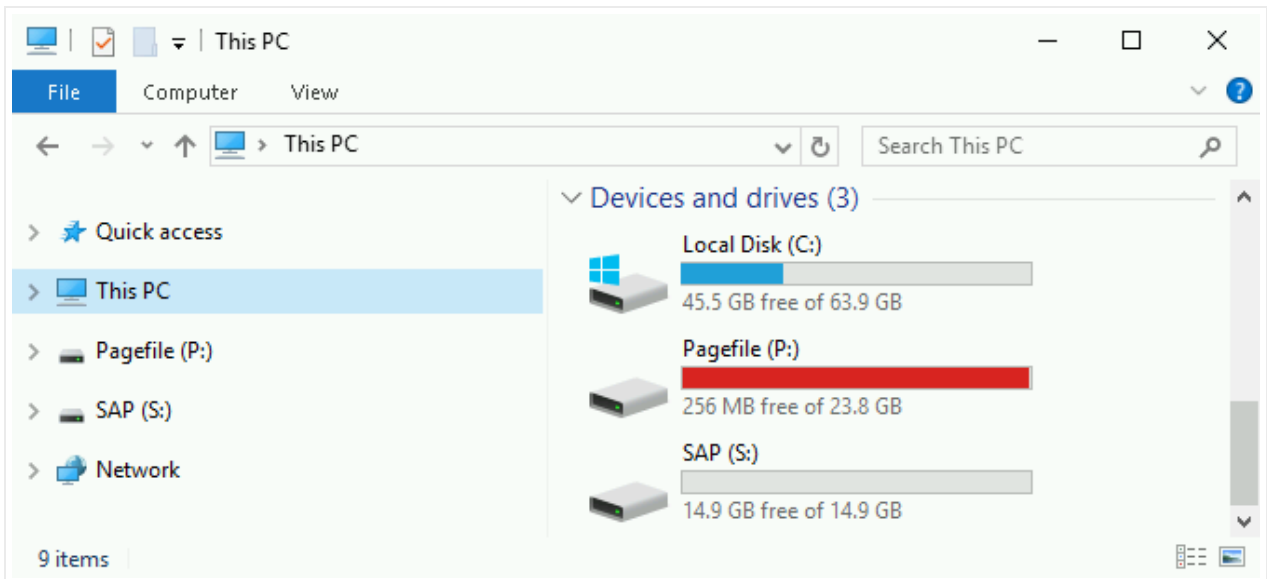 This PC
File Computer View
This PC Search This PC
Quick access
This PC
Pagefile (P:)
SAP (S:)
Network
Devices and drives (3)
Local Disk (C:)
45.5 GB free of 63.9 GB
Pagefile (P:)
256 MB free of 23.8 GB
SAP (S:)
14.9 GB free of 14.9 GB
9 items